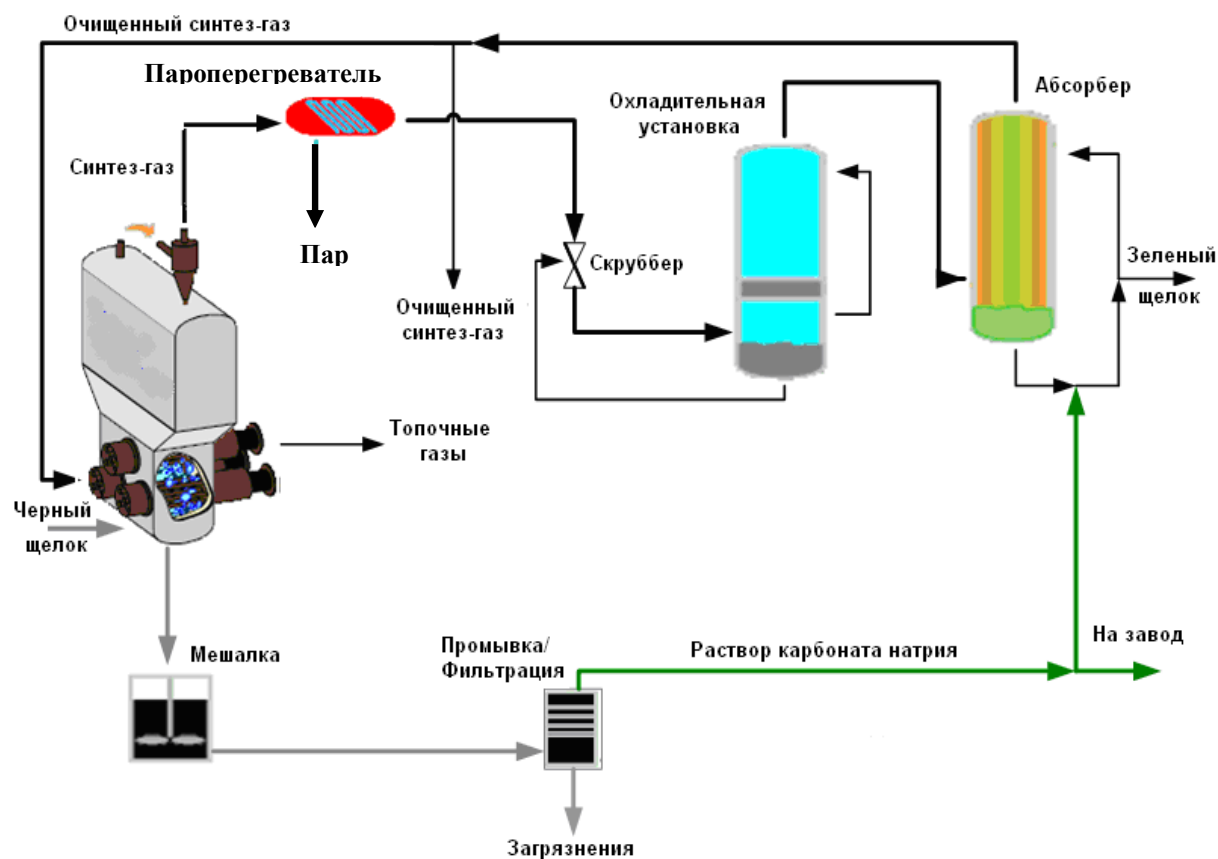 Очищенный синтез-газ
Пароперегреватель
Охладительная
установка
Абсорбер
Синтез-газ
Пар
Скруббер
Зеленый
щелок
Очищенный
синтез-газ
Топочные
газы
Черный
щелок
Мешалка
Промывка/
Фильтрация
Раствор карбоната натрия
На завод
Загрязнения